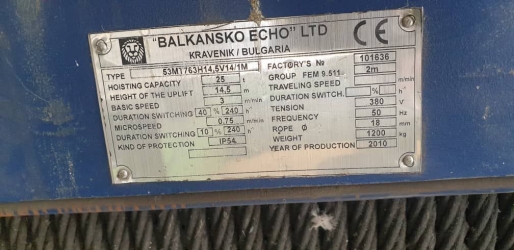 "BALKANSKO ECHO" LTD
KRAVENIK / BULGARIA
CE
TYPE 53MT763H14,5V14/1M
HOISTING CAPACITY 25 t
HEIGHT OF THE UPLIFT 14,5 m
BASIC SPEED 3 m/min
DURATION SWITCHING 40 % 240 h⁻
MICROSPEED 0,75 m/min
DURATION SWITCHING 10 % 240 h⁻
KIND OF PROTECTION IP54
FACTORY'S № 101636
GROUP FEM 9.511 2m
TRAVELING SPEED m/min
DURATION SWITCH. % h⁻
TENSION 380 V
FREQUENCY 50 Hz
ROPE Ø 18 mm
WEIGHT 1200 kg
YEAR OF PRODUCTION 2010